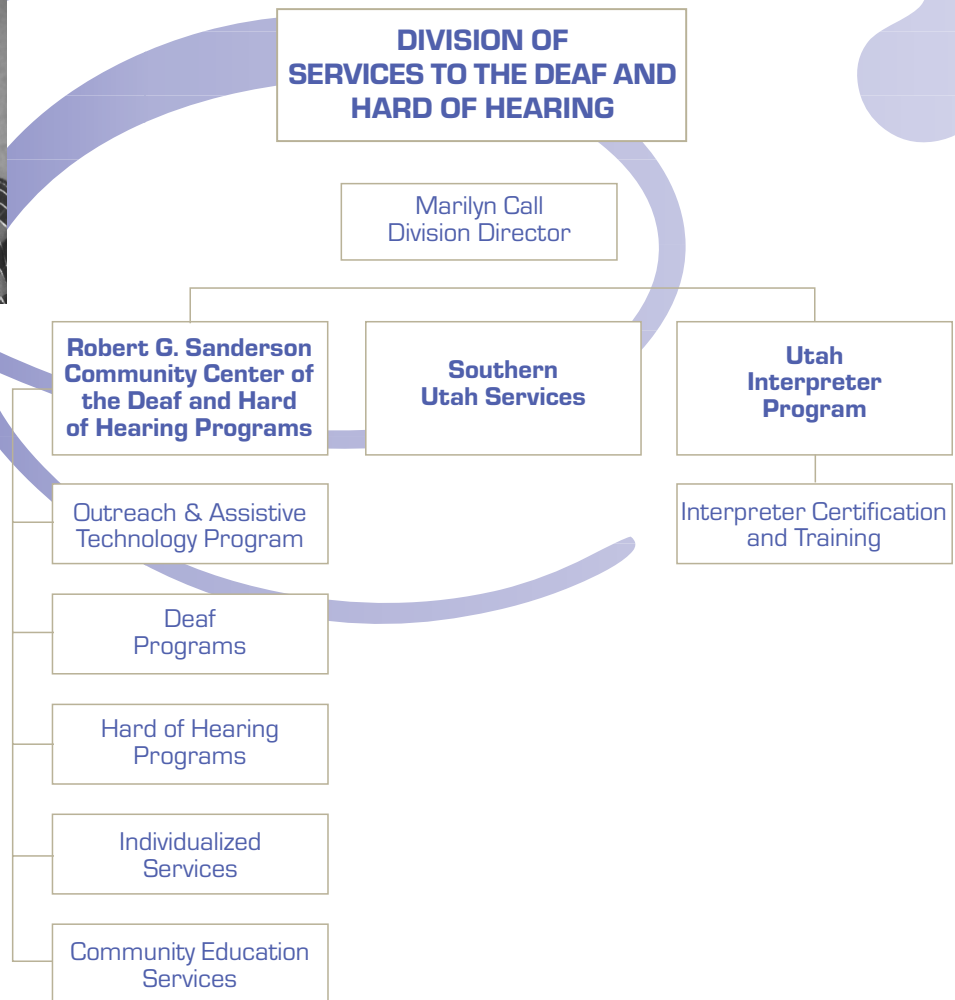 DIVISION OF
SERVICES TO THE DEAF AND
HARD OF HEARING
Marilyn Call
Division Director
Robert G. Sanderson
Community Center of
the Deaf and Hard
of Hearing Programs
Southern
Utah Services
Utah
Interpreter
Program
Outreach & Assistive
Technology Program
Interpreter Certification
and Training
Deaf
Programs
Hard of Hearing
Programs
Individualized
Services
Community Education
Services